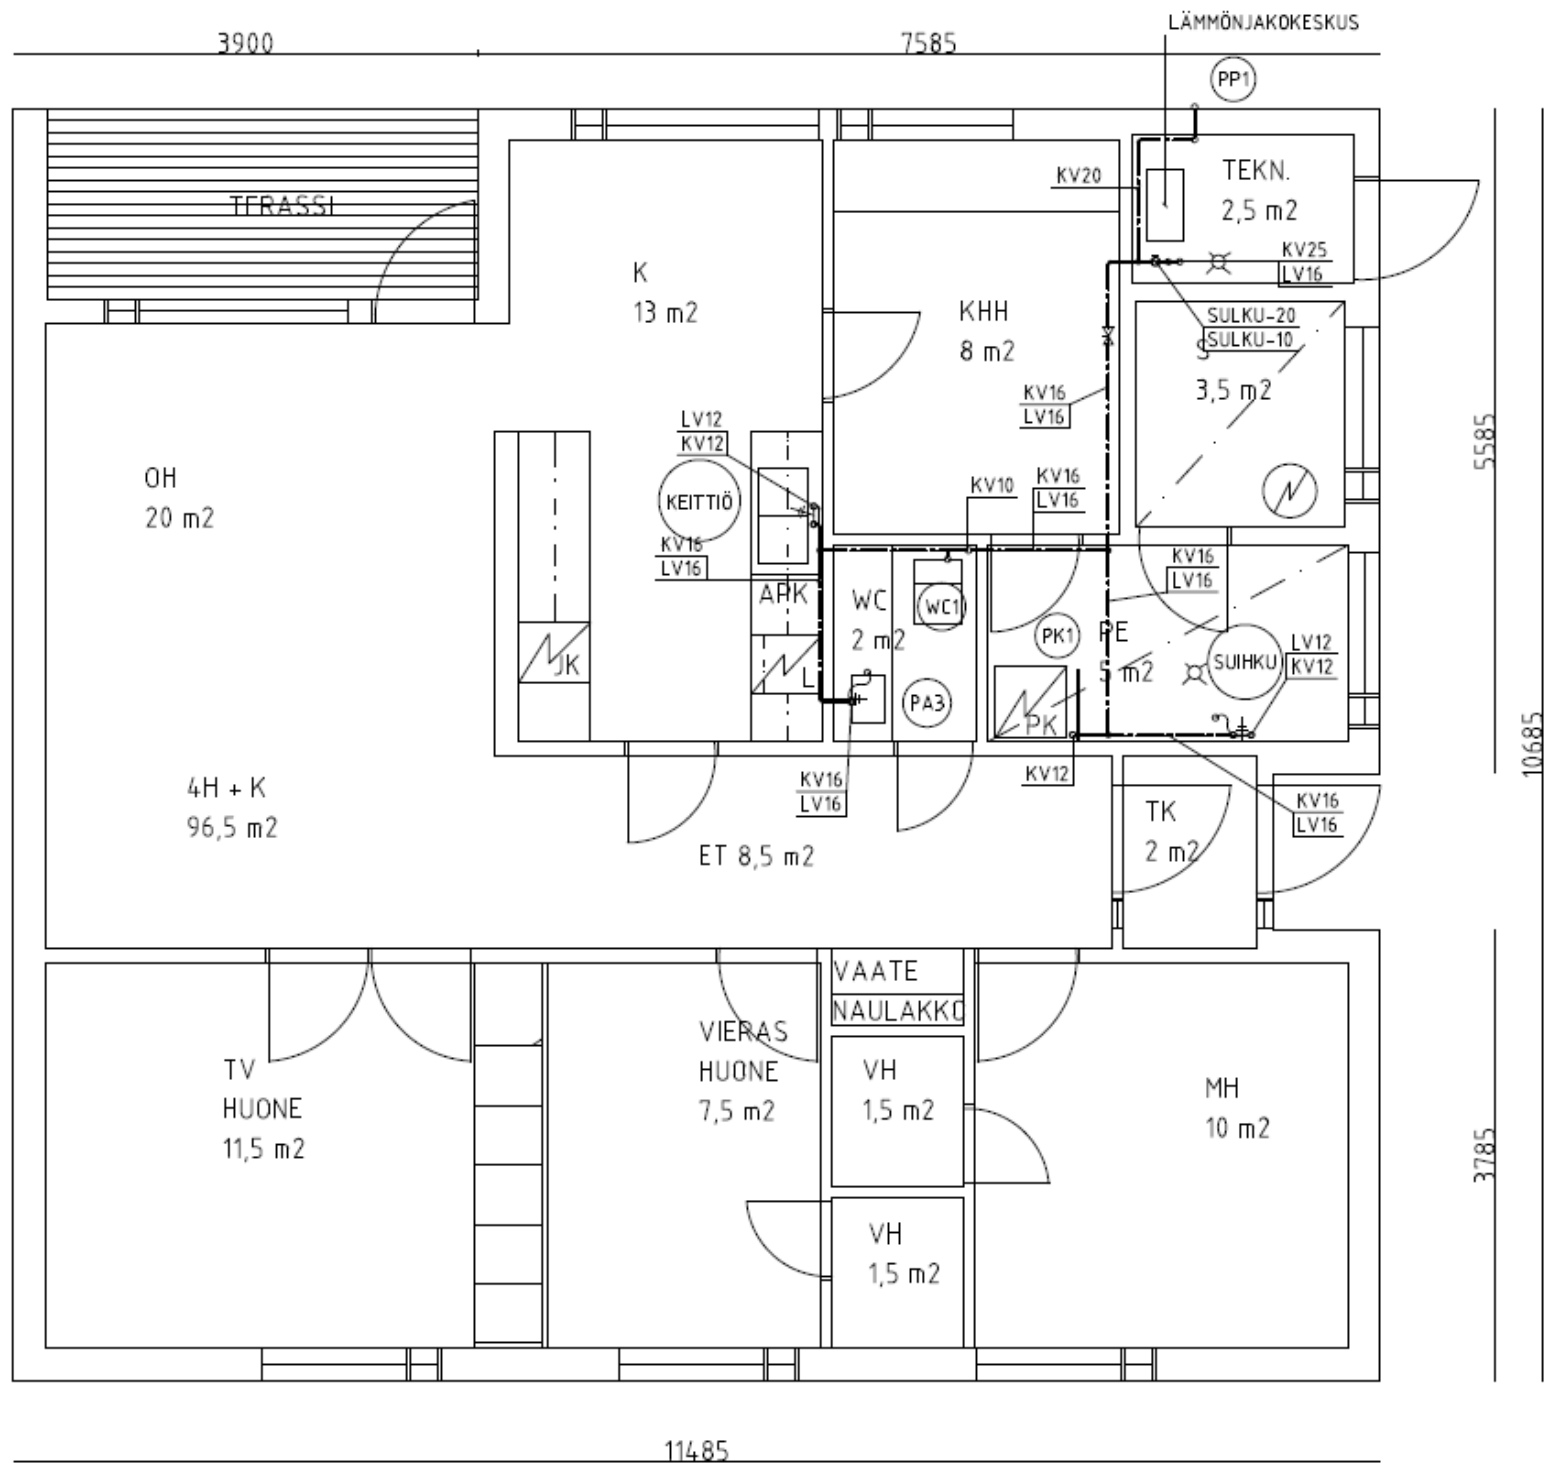 LÄMMÖNJAKOKESKUS
3900
7585
PP1
TEKN.
2,5 m2
KV20
TERASSI
KV25
LV16
K
13 m2
KHH
8 m2
SULKU-20
SULKU-10
S
3,5 m2
KV16
LV16
LV12
KV12
5585
OH
20 m2
KEITTIÖ
KV10
KV16
LV16
KV16
LV16
KV16
LV16
APK
WC
2 m2
WC1
PK1
PE
5 m2
SUIHKU
LV12
KV12
JK
L
PA3
PK
10685
KV16
LV16
KV12
4H + K
96,5 m2
TK
2 m2
KV16
LV16
ET 8,5 m2
VAATE
NAULAKKO
VIERAS
HUONE
7,5 m2
TV
HUONE
11,5 m2
VH
1,5 m2
MH
10 m2
3785
VH
1,5 m2
11485